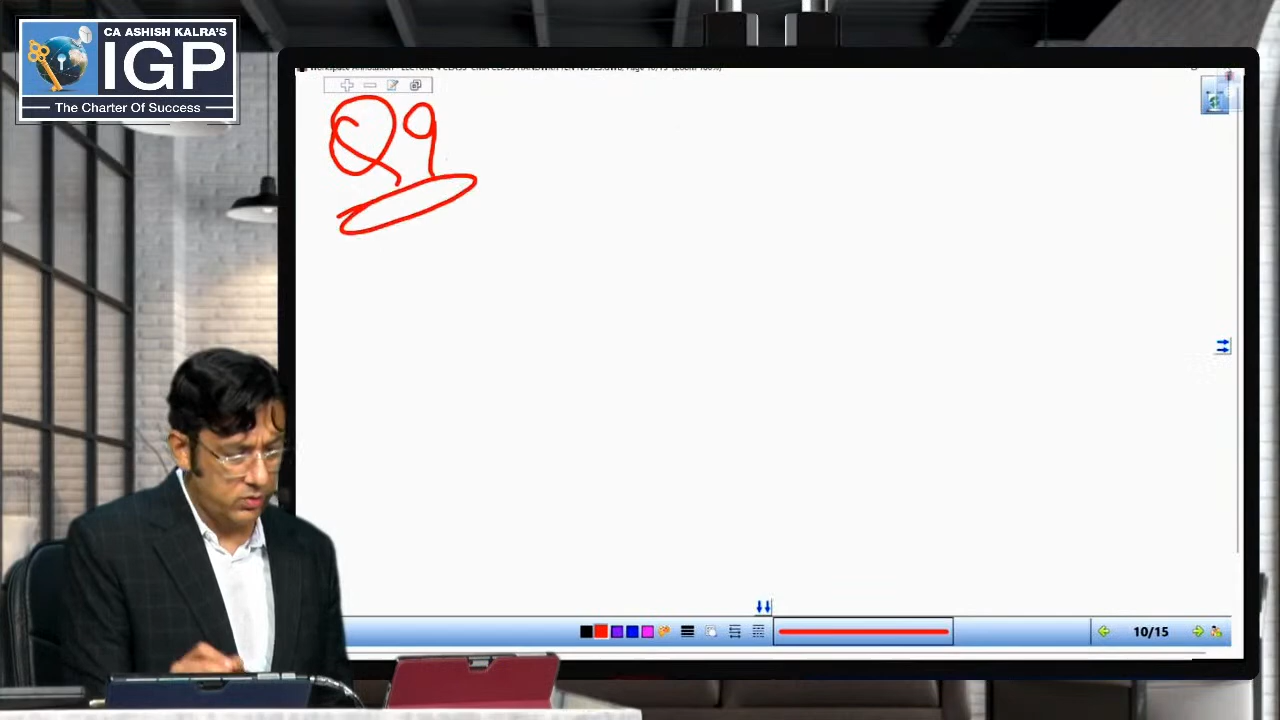 CA ASHISH KALRA'S
IGP
The Charter Of Success
Q9
10/15